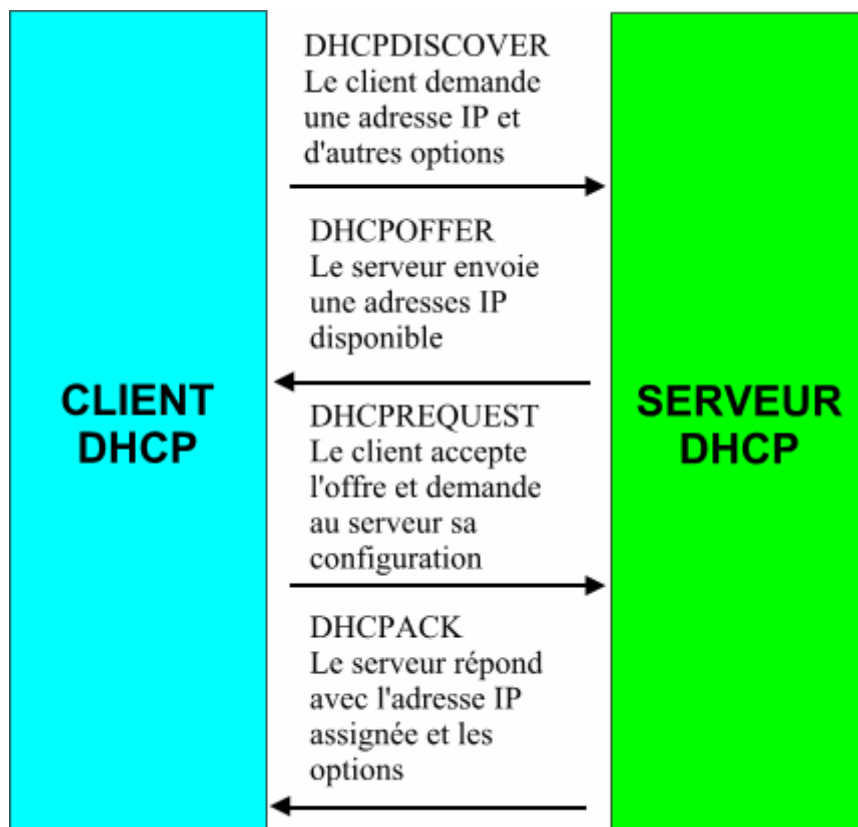 DHCPDISCOVER
Le client demande
une adresse IP et
d'autres options
DHCPOFFER
Le serveur envoie
une adresses IP
disponible
CLIENT
DHCP
SERVEUR
DHCP
DHCPREQUEST
Le client accepte
l'offre et demande
au serveur sa
configuration
DHCPACK
Le serveur répond
avec l'adresse IP
assignée et les
options